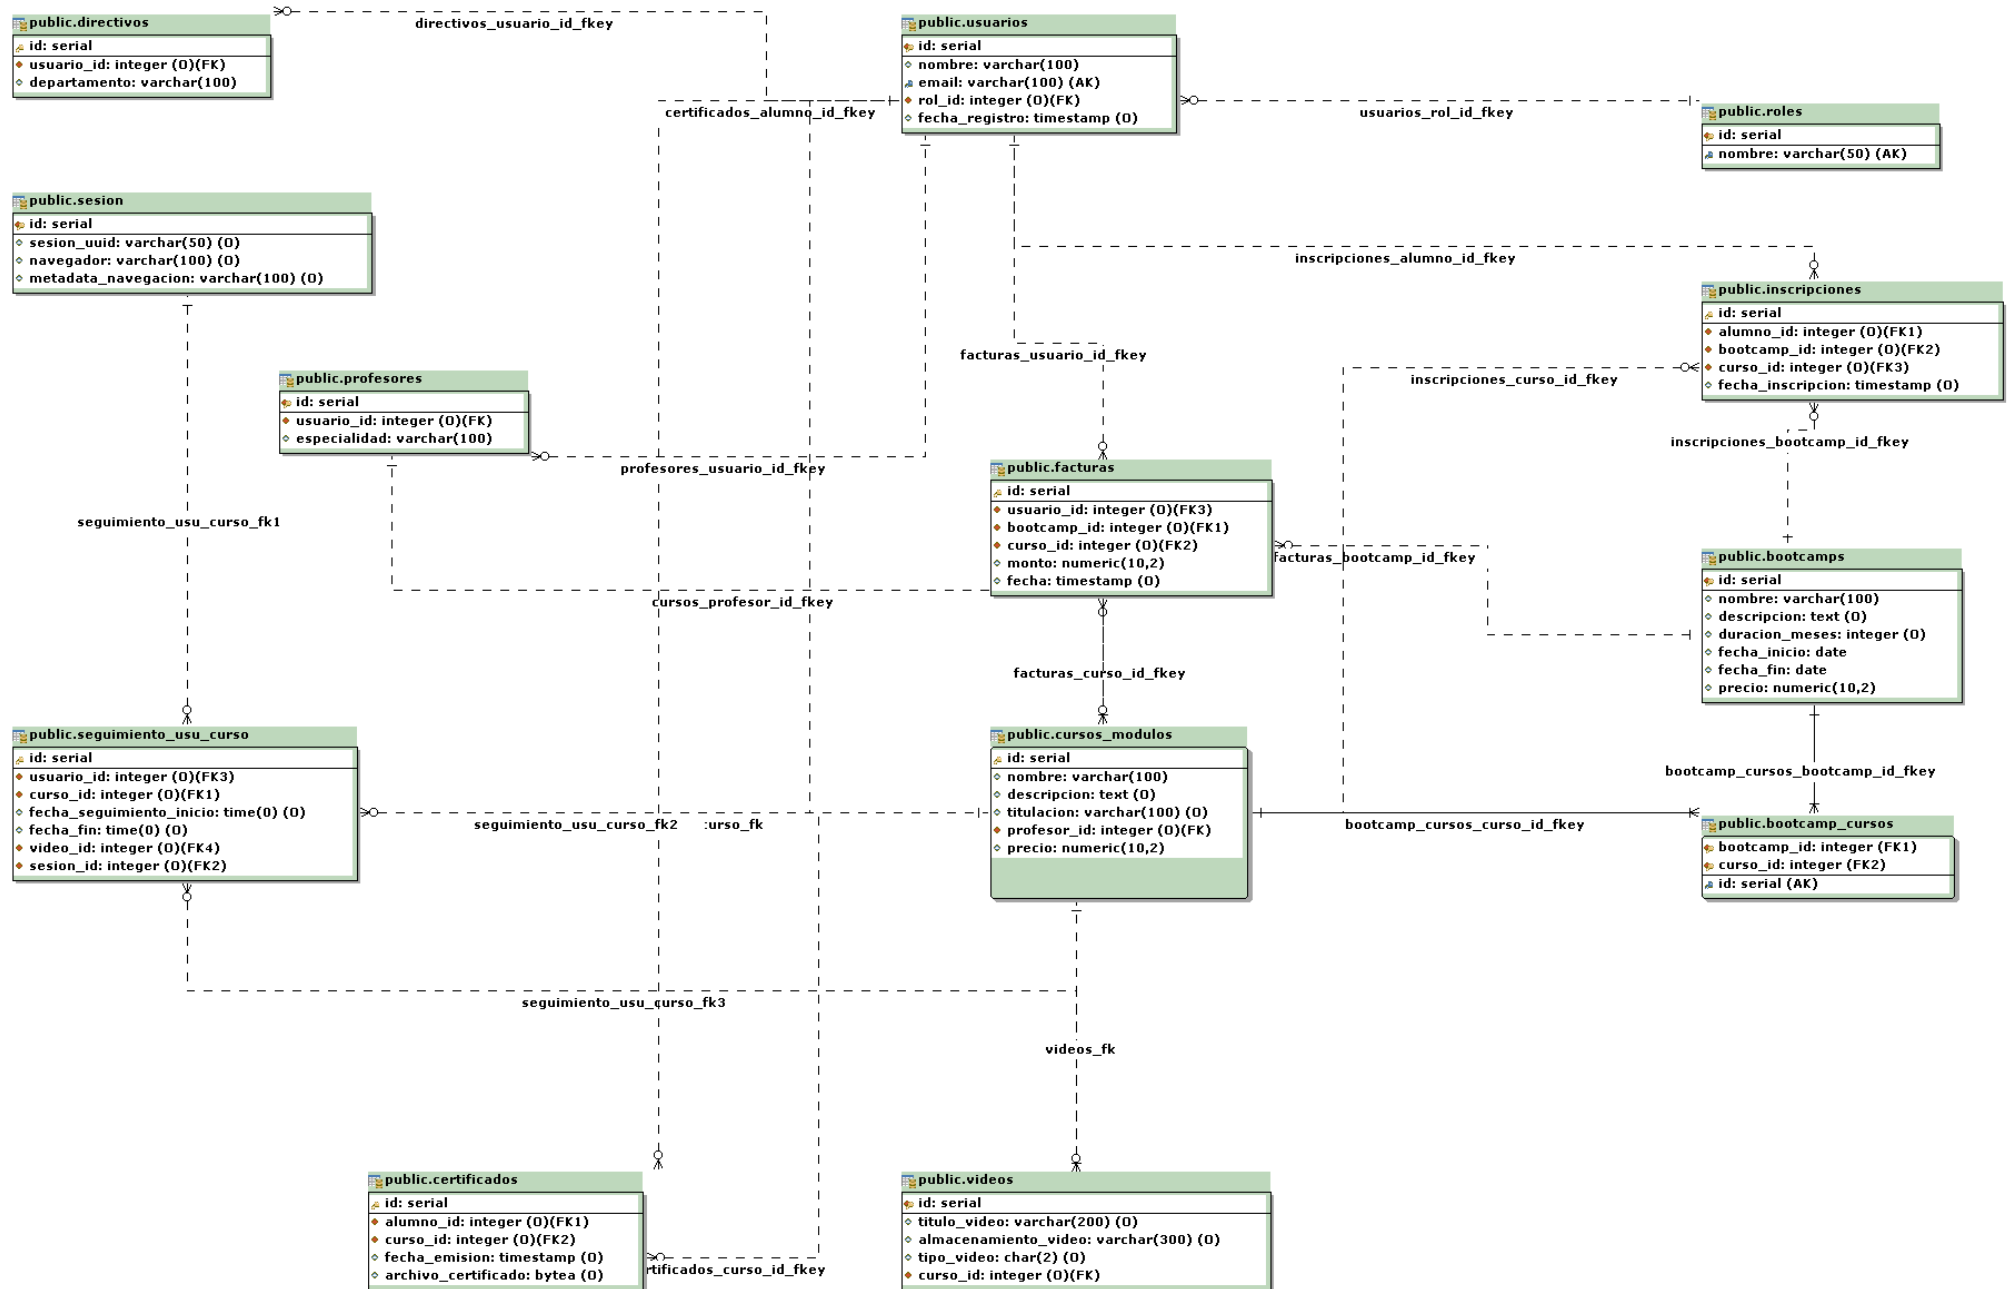 public.directivos
id: serial
usuario_id: integer (O)(FK)
departamento: varchar(100)
directivos_usuario_id_fkey
public.usuarios
id: serial
nombre: varchar(100)
email: varchar(100) (AK)
rol_id: integer (O)(FK)
fecha_registro: timestamp (O)
certificados_alumno_id_fkey
usuarios_rol_id_fkey
public.roles
id: serial
nombre: varchar(50) (AK)
public.sesion
id: serial
sesion_uuid: varchar(50) (O)
navegador: varchar(100) (O)
metadata_navegacion: varchar(100) (O)
inscripciones_alumno_id_fkey
public.inscripciones
id: serial
alumno_id: integer (O)(FK1)
bootcamp_id: integer (O)(FK2)
curso_id: integer (O)(FK3)
fecha_inscripcion: timestamp (O)
facturas_usuario_id_fkey
inscripciones_curso_id_fkey
inscripciones_bootcamp_id_fkey
public.profesores
id: serial
usuario_id: integer (O)(FK)
especialidad: varchar(100)
profesores_usuario_id_fkey
public.facturas
id: serial
usuario_id: integer (O)(FK3)
bootcamp_id: integer (O)(FK1)
curso_id: integer (O)(FK2)
monto: numeric(10,2)
fecha: timestamp (O)
seguimiento_usu_curso_fk1
facturas_bootcamp_id_fkey
cursos_profesor_id_fkey
public.bootcamps
id: serial
nombre: varchar(100)
descripcion: text (O)
duracion_meses: integer (O)
fecha_inicio: date
fecha_fin: date
precio: numeric(10,2)
facturas_curso_id_fkey
public.seguimiento_usu_curso
id: serial
usuario_id: integer (O)(FK3)
curso_id: integer (O)(FK1)
fecha_seguimiento_inicio: time(0) (O)
fecha_fin: time(0) (O)
video_id: integer (O)(FK4)
sesion_id: integer (O)(FK2)
seguimiento_usu_curso_fk2
:urso_fk
public.cursos_modulos
id: serial
nombre: varchar(100)
descripcion: text (O)
titulacion: varchar(100) (O)
profesor_id: integer (O)(FK)
precio: numeric(10,2)
bootcamp_cursos_bootcamp_id_fkey
bootcamp_cursos_curso_id_fkey
public.bootcamp_cursos
bootcamp_id: integer (FK1)
curso_id: integer (FK2)
id: serial (AK)
seguimiento_usu_curso_fk3
videos_fk
public.certificados
id: serial
alumno_id: integer (O)(FK1)
curso_id: integer (O)(FK2)
fecha_emision: timestamp (O)
archivo_certificado: bytea (O)
rtificados_curso_id_fkey
public.videos
id: serial
titulo_video: varchar(200) (O)
almacenamiento_video: varchar(300) (O)
tipo_video: char(2) (O)
curso_id: integer (O)(FK)